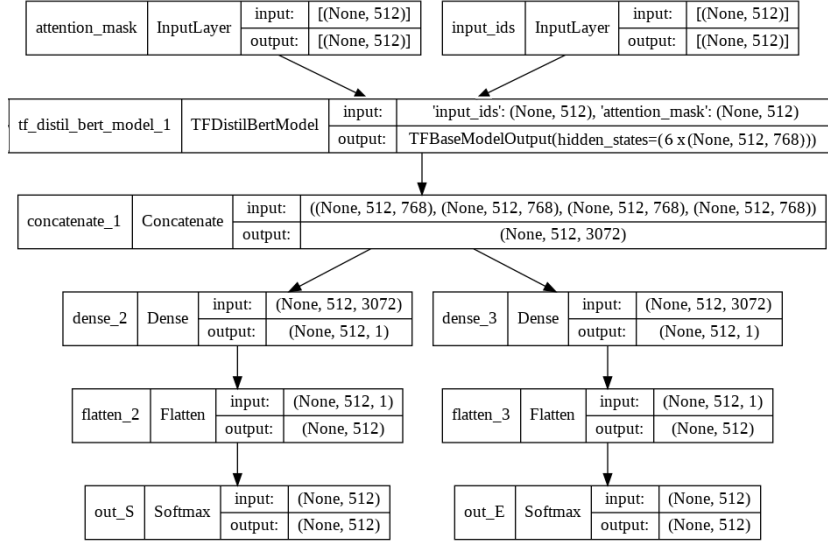 attention_mask InputLayer input: [(None, 512)]
output: [(None, 512)]
input_ids InputLayer input: [(None, 512)]
output: [(None, 512)]
tf_distil_bert_model_1 TFDistilBertModel input: 'input_ids': (None, 512), 'attention_mask': (None, 512)
output: TFBaseModelOutput(hidden_states=(6 x (None, 512, 768)))
concatenate_1 Concatenate input: ((None, 512, 768), (None, 512, 768), (None, 512, 768), (None, 512, 768))
output: (None, 512, 3072)
dense_2 Dense input: (None, 512, 3072)
output: (None, 512, 1)
dense_3 Dense input: (None, 512, 3072)
output: (None, 512, 1)
flatten_2 Flatten input: (None, 512, 1)
output: (None, 512)
flatten_3 Flatten input: (None, 512, 1)
output: (None, 512)
out_S Softmax input: (None, 512)
output: (None, 512)
out_E Softmax input: (None, 512)
output: (None, 512)